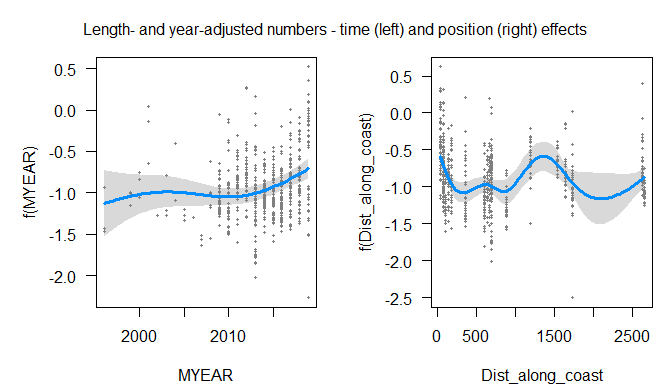 Length- and year-adjusted numbers - time (left) and position (right) effects
f(MYEAR)
0.5
0.0
-0.5
-1.0
-1.5
-2.0
2000 2010
MYEAR
f(Dist_along_coast)
0.5
0.0
-0.5
-1.0
-1.5
-2.0
-2.5
0 500 1500 2500
Dist_along_coast